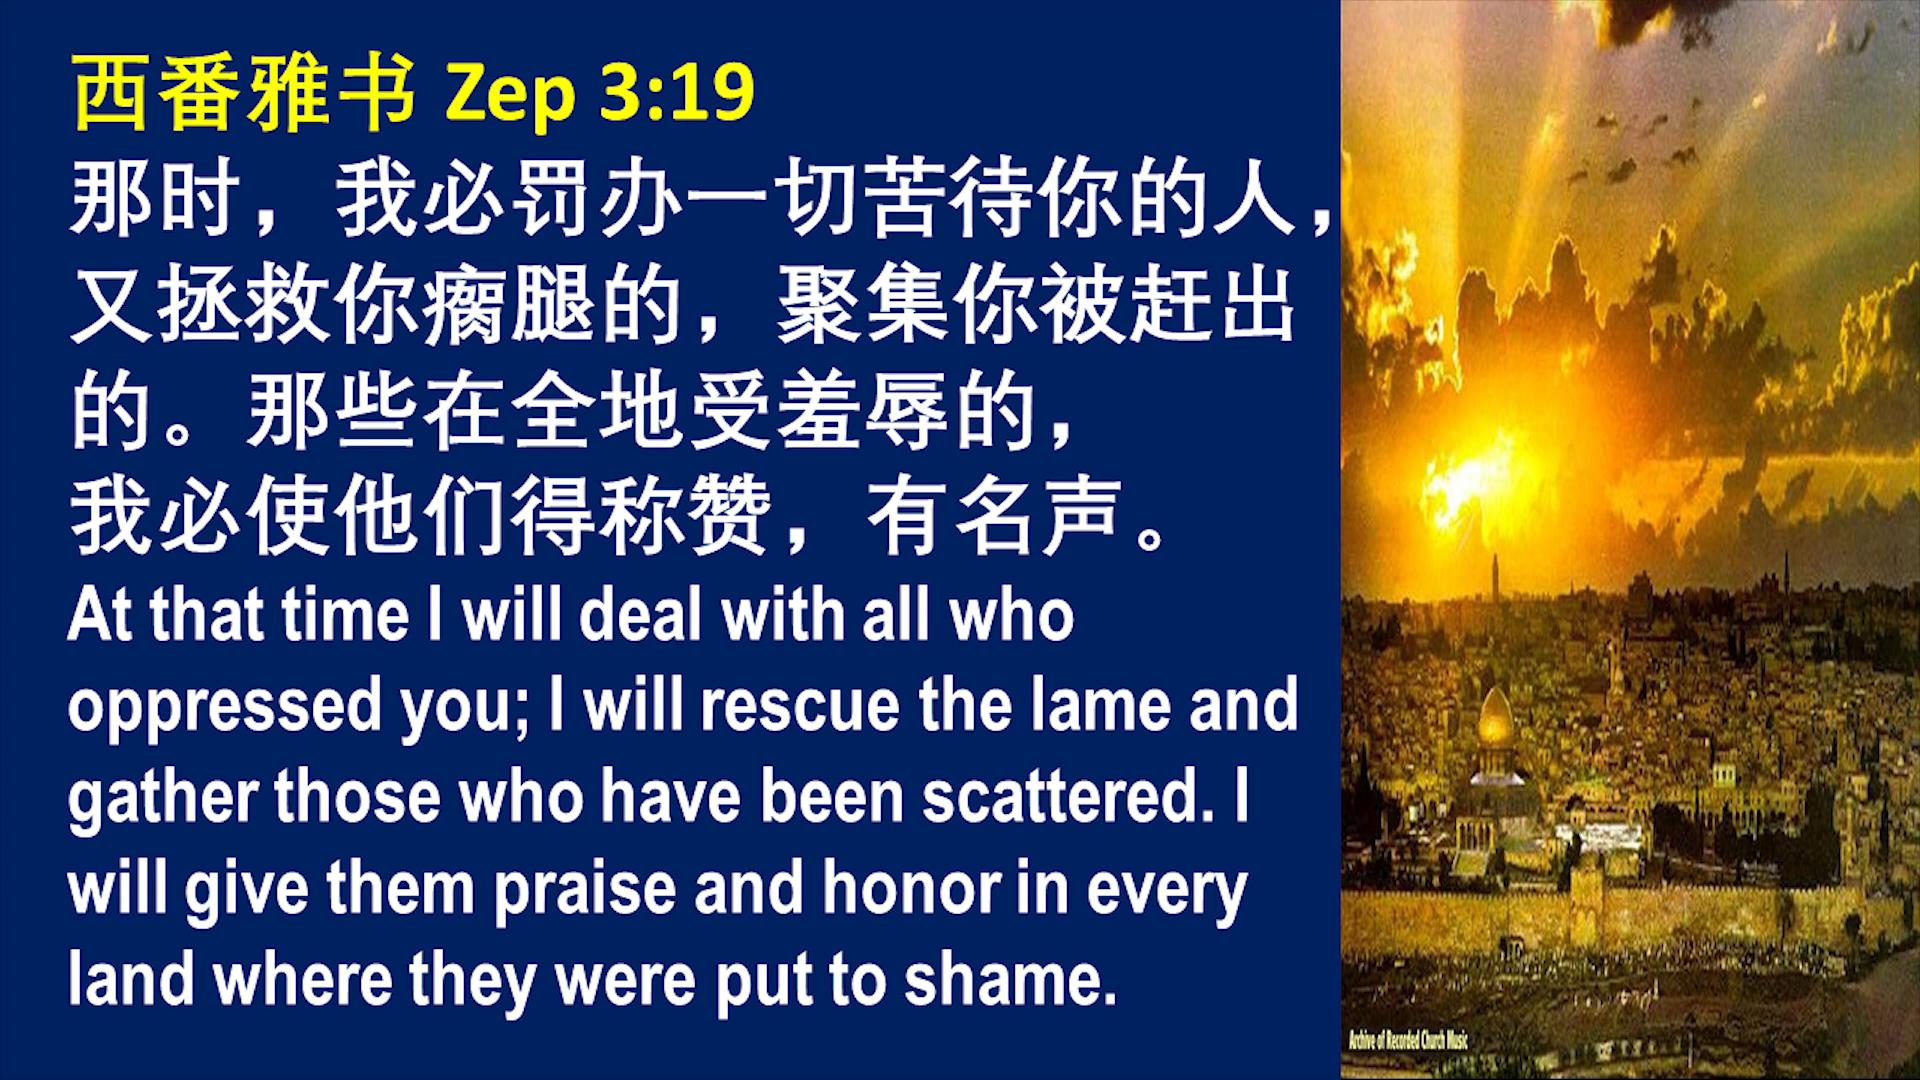 西番雅书 Zep 3:19
那时，我必罚办一切苦待你的人，
又拯救你瘸腿的，聚集你被赶出
的。那些在全地受羞辱的，
我必使他们得称赞，有名声。
At that time I will deal with all who
oppressed you; I will rescue the lame and
gather those who have been scattered. I
will give them praise and honor in every
land where they were put to shame.
Archive of Recorded Church Music